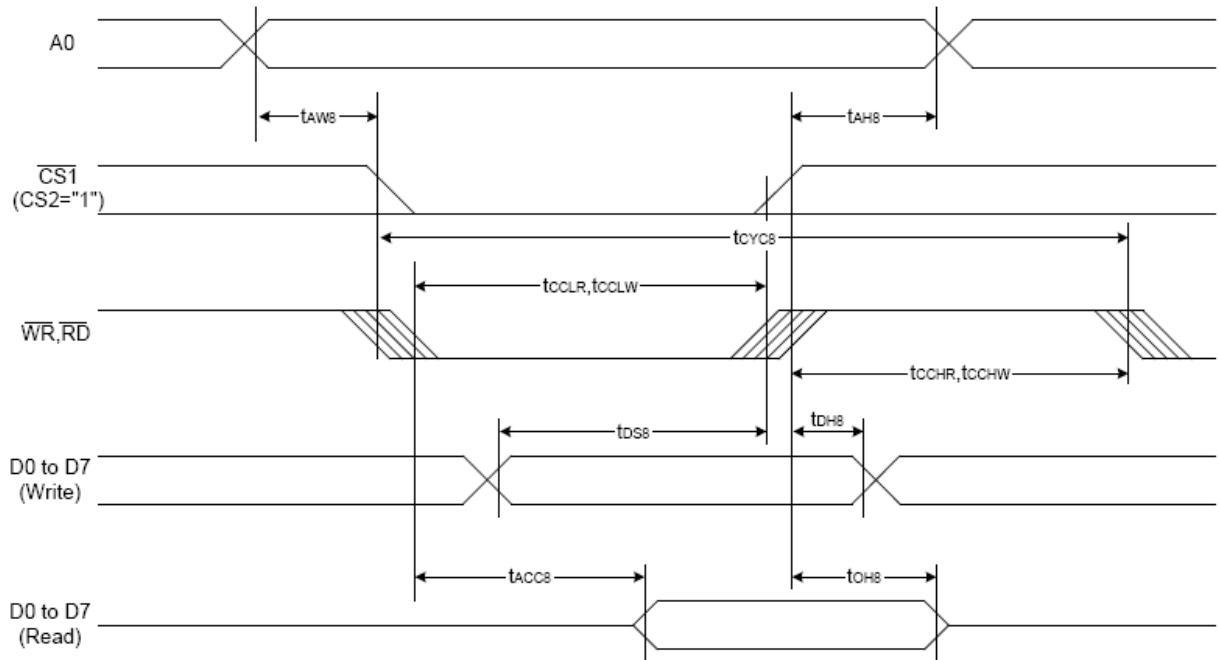 A0
tAW8
tAH8
CS1
(CS2="1")
tCYC8
tCCLR,tCCLW
WR,RD
tCCHR,tCCHW
tDS8
tDH8
D0 to D7
(Write)
tACC8
tOH8
D0 to D7
(Read)